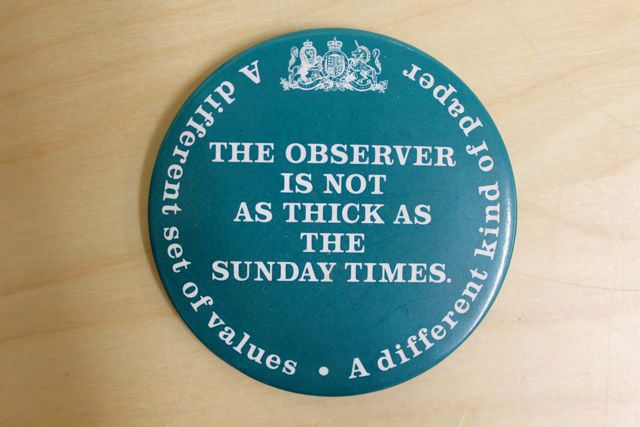 THE OBSERVER
IS NOT
AS THICK AS
THE
SUNDAY TIMES.
A different set of values • A different kind of paper